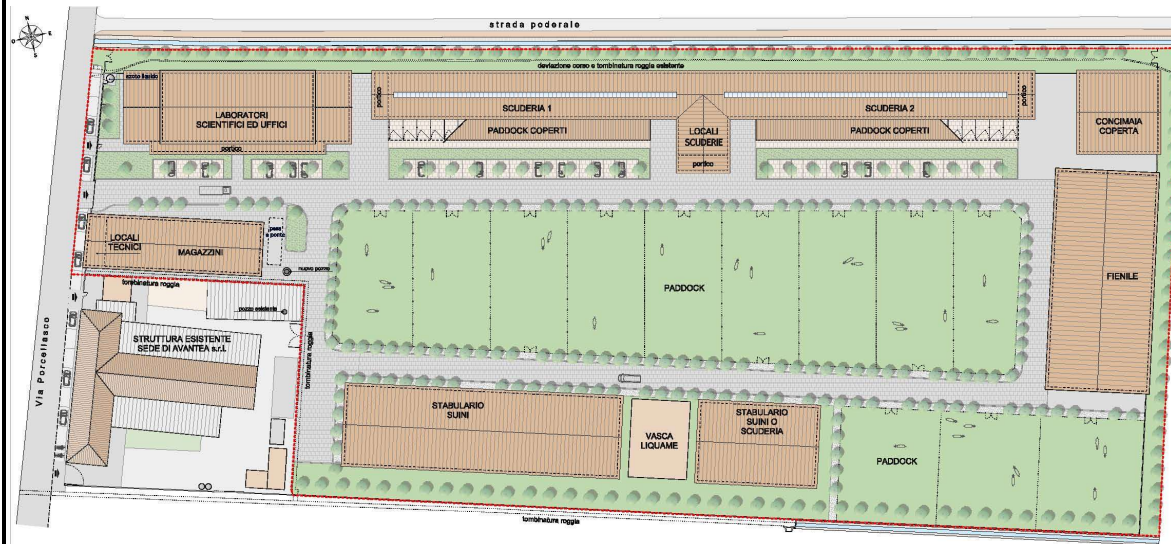 N
O
E
S
strada poderale
deviazione corso e tombinatura roggia esistente
azoto liquido
LABORATORI
SCIENTIFICI ED UFFICI
portico
portico
SCUDERIA 1
PADDOCK COPERTI
LOCALI
SCUDERIE
portico
SCUDERIA 2
PADDOCK COPERTI
portico
CONCIMAIA
COPERTA
LOCALI
TECNICI
MAGAZZINI
pesa
a ponte
nuovo pozzo
tombinatura roggia
pozzo esistente
STRUTTURA ESISTENTE
SEDE DI AVANTEA s.r.l.
tombinatura roggia
Via Porcellasco
PADDOCK
FIENILE
STABULARIO
SUINI
VASCA
LIQUAME
STABULARIO
SUINI O
SCUDERIA
PADDOCK
tombinatura roggia